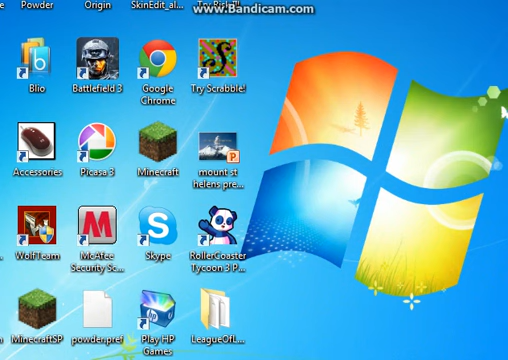 Powder
Origin
SkinEdit_al...
www.Bandicam.com
Blio
Battlefield 3
Google
Chrome
Try Scrabble!
Accessories
Picasa 3
Minecraft
mount st
helens pre...
WolfTeam
McAfee
Security Sc...
Skype
RollerCoaster
Tycoon 3 P...
MinecraftSP
powder.pref
Play HP
Games
LeagueOfL...